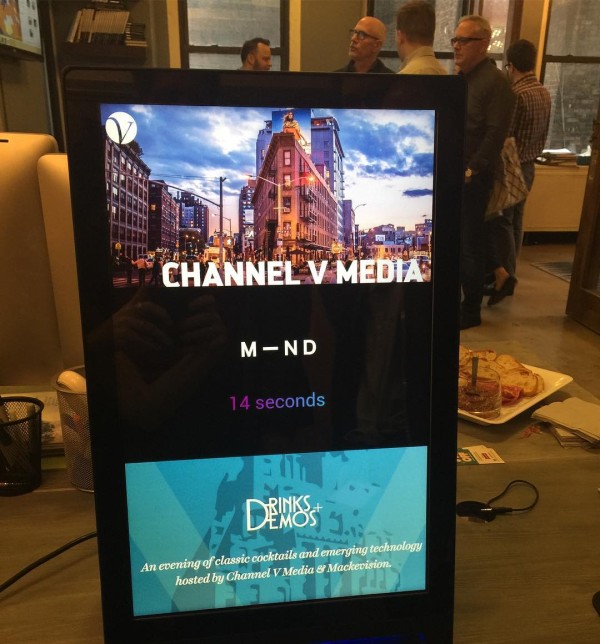 V
CHANNEL V MEDIA
M—ND
14 seconds
DRINKS+
DEMOS
An evening of classic cocktails and emerging technology
hosted by Channel V Media & Mackevision.